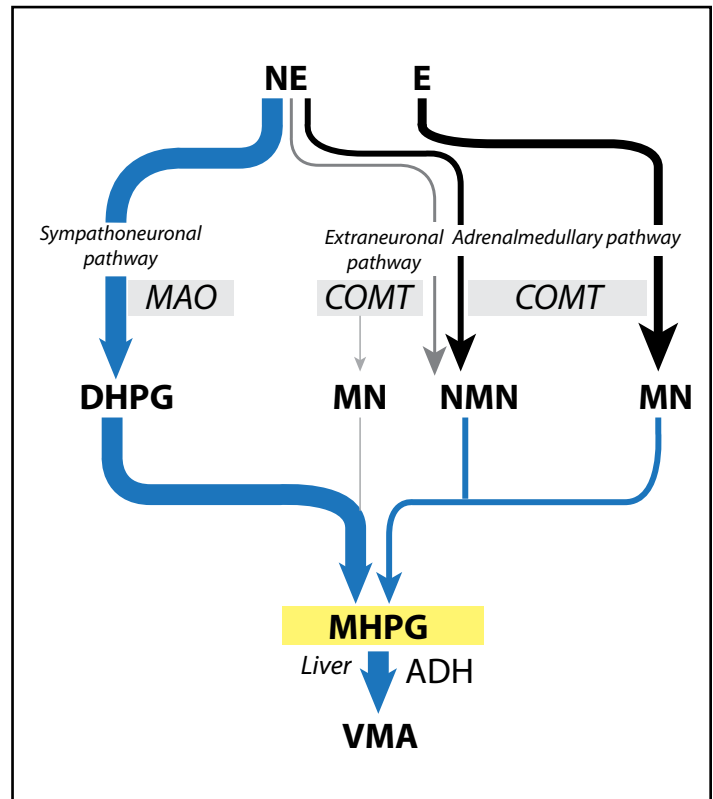 NE E
Sympathoneuronal
pathway
Extraneuronal
pathway
Adrenalmedullary pathway
MAO COMT COMT
DHPG MN NMN MN
MHPG
Liver ADH
VMA